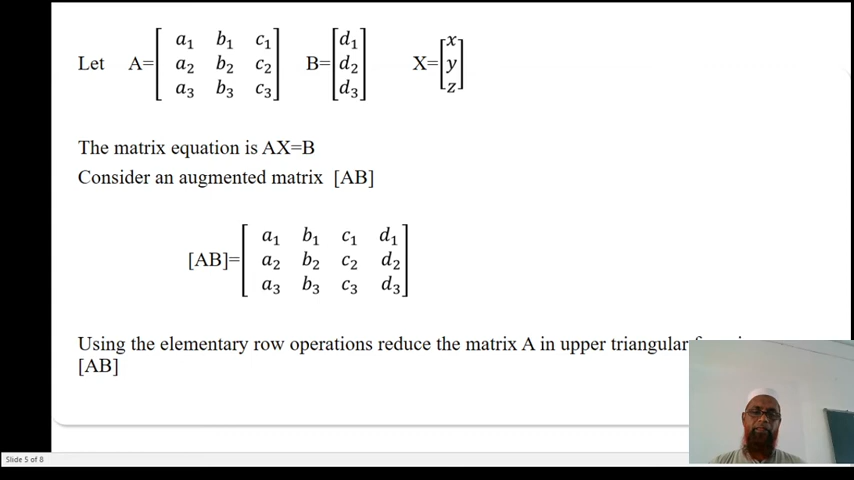 Let A=[ a₁ b₁ c₁ B=[ d₁ X=[ x
a₂ b₂ c₂ d₂ y
a₃ b₃ c₃ ] d₃ ] z ]
The matrix equation is AX=B
Consider an augmented matrix [AB]
[AB]=[ a₁ b₁ c₁ d₁
a₂ b₂ c₂ d₂
a₃ b₃ c₃ d₃ ]
Using the elementary row operations reduce the matrix A in upper triangular
[AB]
Slide 5 of 8